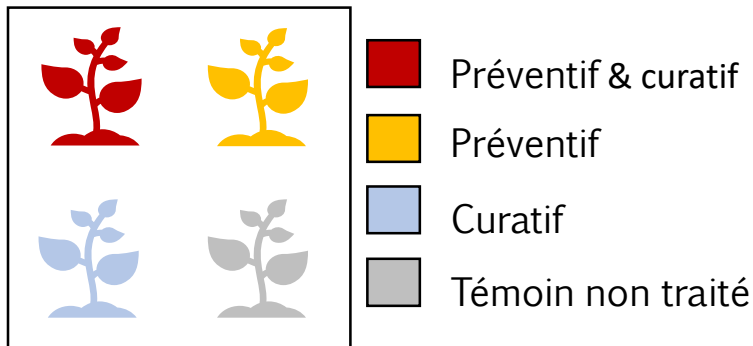 Préventif & curatif
Préventif
Curatif
Témoin non traité